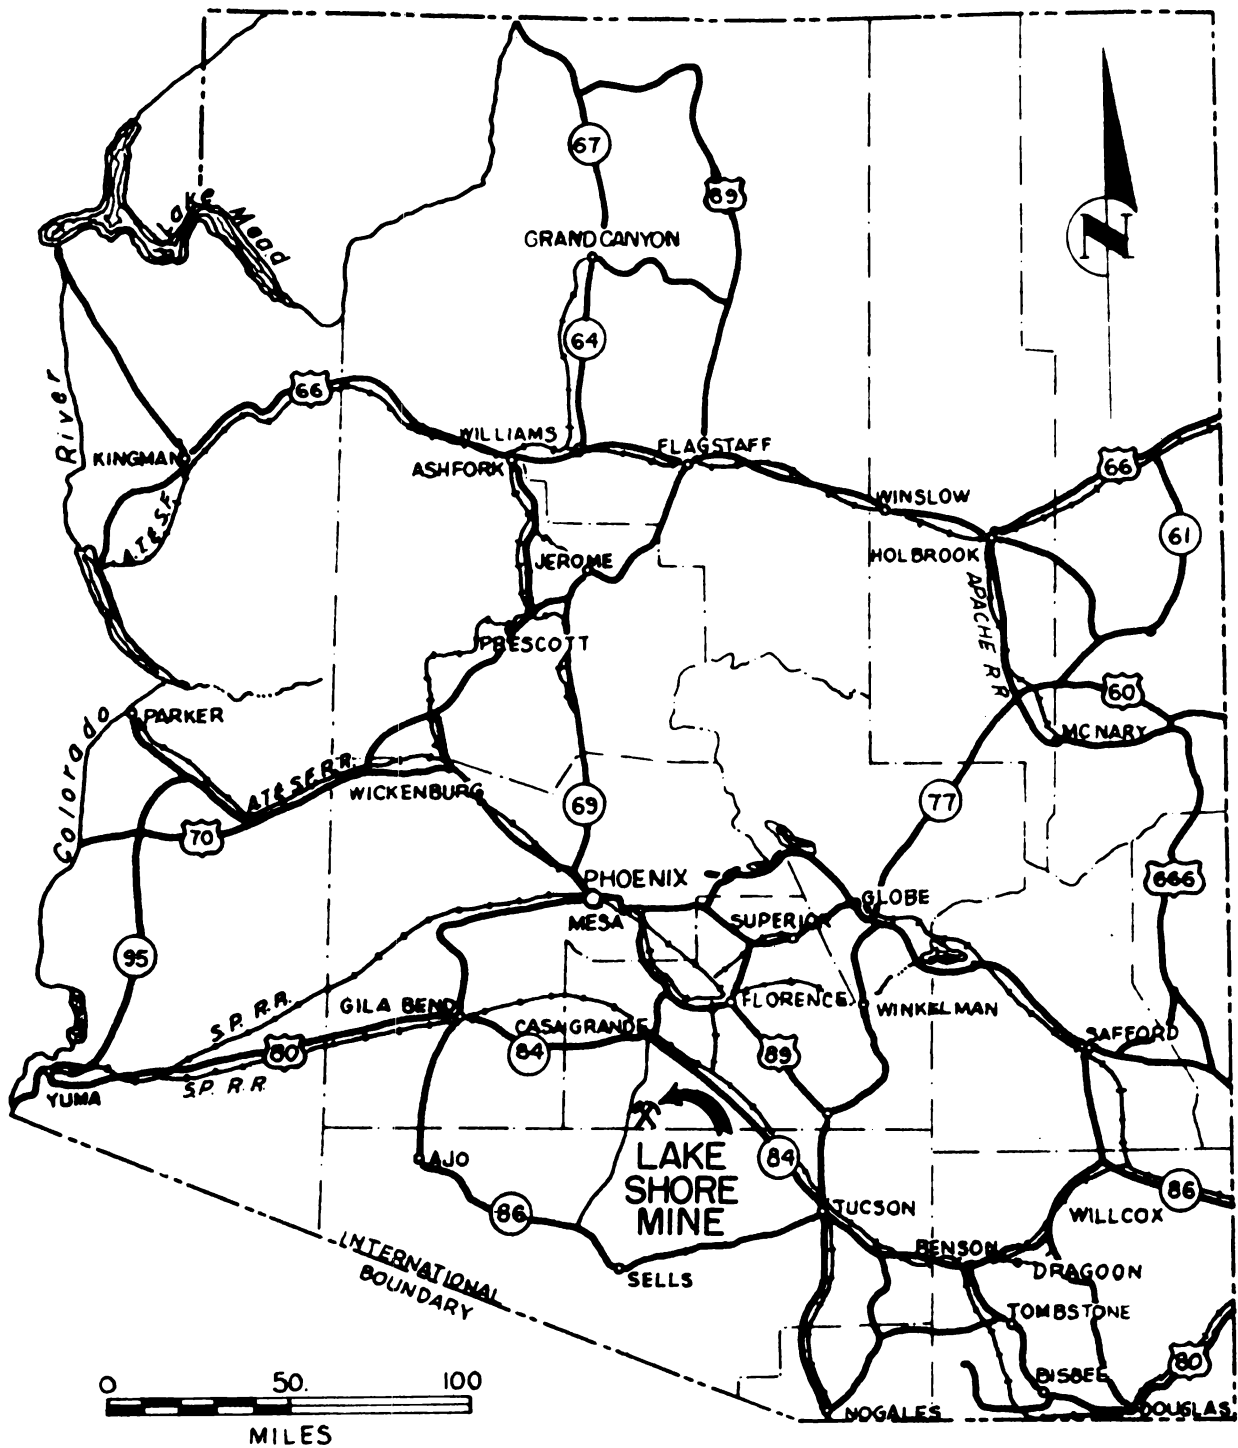 67
89
Lake Mead
GRAND CANYON
N
64
River
66
WILLIAMS
FLAGSTAFF
KINGMAN
ASHFORK
66
WINSLOW
A.T.&S.F.
61
HOLBROOK
JEROME
APACHE R R
PRESCOTT
60
PARKER
MC NARY
Colorado
A.T.&S.F.R.R.
WICKENBURG
69
77
70
PHOENIX
666
GLOBE
MESA
SUPERIOR
95
S.P. R.R.
GILA BEND
FLORENCE
WINKELMAN
CASA GRANDE
SAFFORD
80
84
89
S.P. R.R.
YUMA
LAKE
SHORE
MINE
84
AJO
86
86
TUCSON
WILLCOX
INTERNATIONAL
BOUNDARY
BENSON
SELLS
DRAGOON
TOMBSTONE
80
BISBEE
NOGALES
DOUGLAS
0 50. 100
MILES